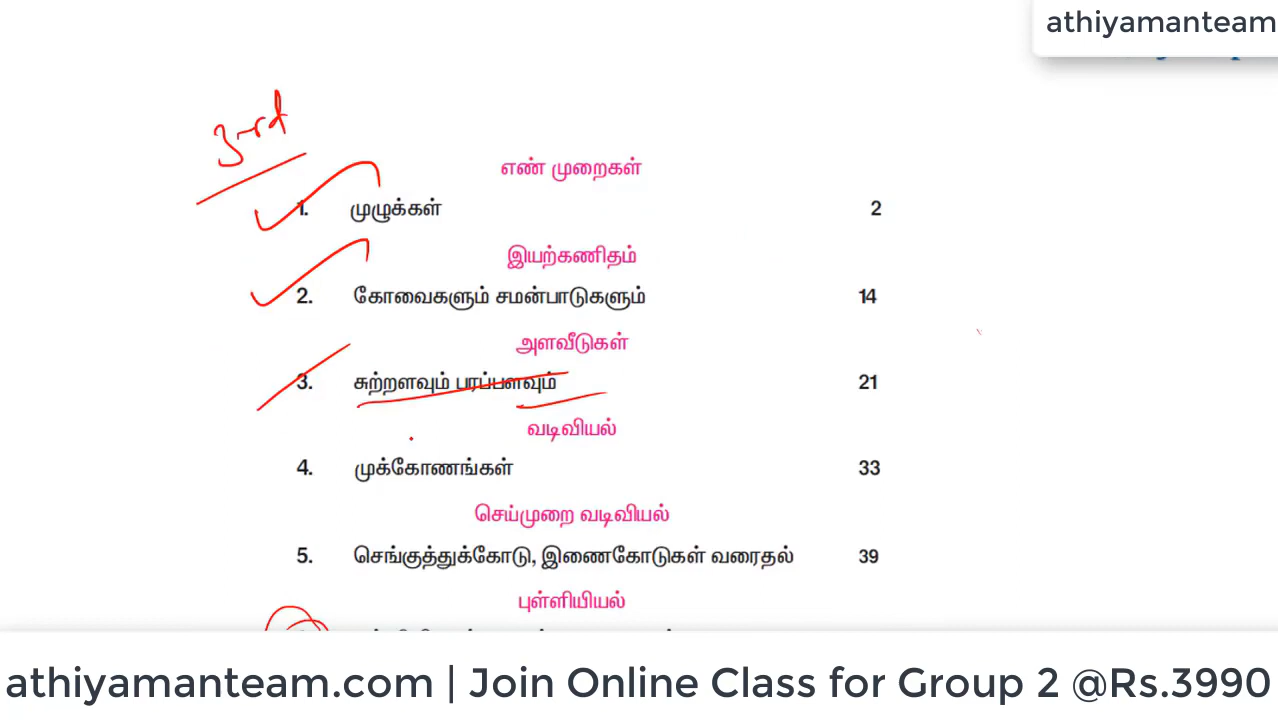 athiyamanteam
3rd
எண் முறைகள்
1. முழுக்கள் 2
இயற்கணிதம்
2. கோவைகளும் சமன்பாடுகளும் 14
அளவீடுகள்
3. சுற்றளவும் பரப்பளவும் 21
வடிவியல்
4. முக்கோணங்கள் 33
செய்முறை வடிவியல்
5. செங்குத்துக்கோடு, இணைகோடுகள் வரைதல் 39
புள்ளியியல்
athiyamanteam.com | Join Online Class for Group 2 @Rs.3990